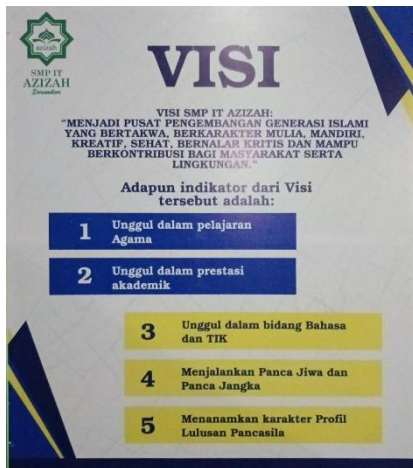 azizah
SMP IT
AZIZAH
Darussalam
VISI
VISI SMP IT AZIZAH:
"MENJADI PUSAT PENGEMBANGAN GENERASI ISLAMI
YANG BERTAKWA, BERKARAKTER MULIA, MANDIRI,
KREATIF, SEHAT, BERNALAR KRITIS DAN MAMPU
BERKONTRIBUSI BAGI MASYARAKAT SERTA
LINGKUNGAN."
Adapun indikator dari Visi
tersebut adalah:
1 Unggul dalam pelajaran
Agama
2 Unggul dalam prestasi
akademik
3 Unggul dalam bidang Bahasa
dan TIK
4 Menjalankan Panca Jiwa dan
Panca Jangka
5 Menanamkan karakter Profil
Lulusan Pancasila